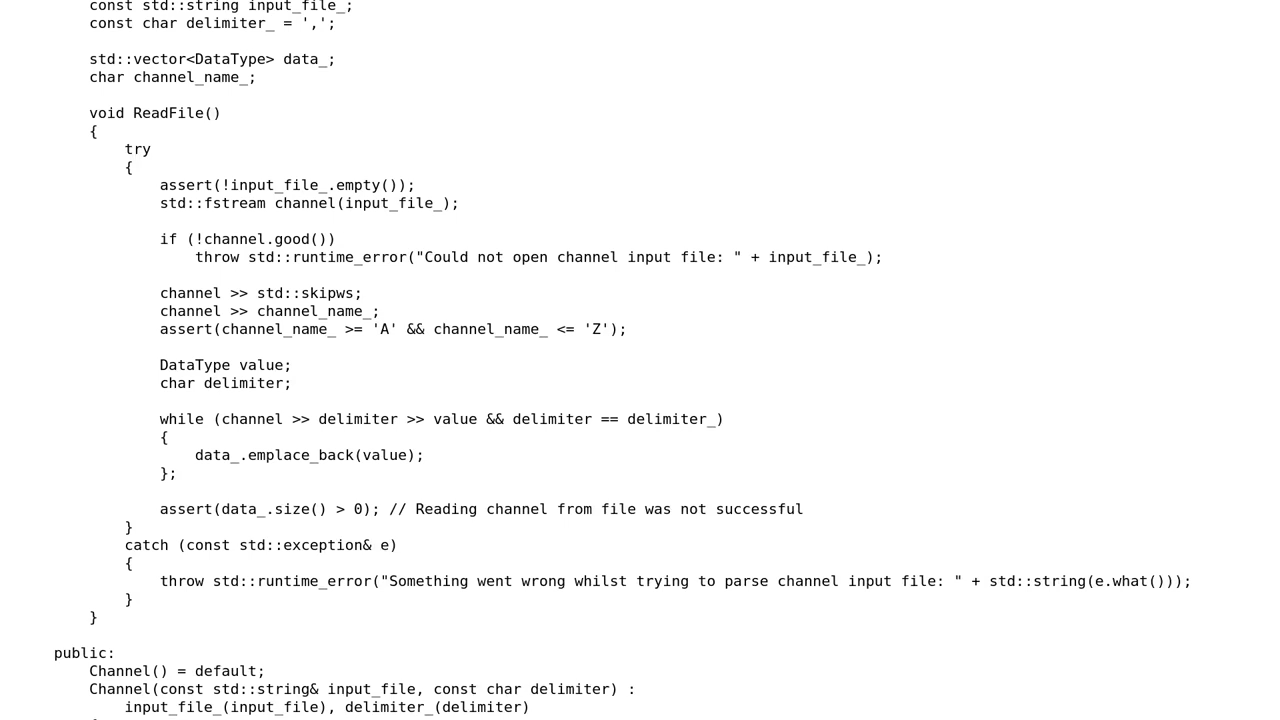 const std::string input_file_;
const char delimiter_ = ',';
std::vector<DataType> data_;
char channel_name_;
void ReadFile()
{
try
{
assert(!input_file_.empty());
std::fstream channel(input_file_);
if (!channel.good())
throw std::runtime_error("Could not open channel input file: " + input_file_);
channel >> std::skipws;
channel >> channel_name_;
assert(channel_name_ >= 'A' && channel_name_ <= 'Z');
DataType value;
char delimiter;
while (channel >> delimiter >> value && delimiter == delimiter_)
{
data_.emplace_back(value);
};
assert(data_.size() > 0); // Reading channel from file was not successful
}
catch (const std::exception& e)
{
throw std::runtime_error("Something went wrong whilst trying to parse channel input file: " + std::string(e.what()));
}
}
public:
Channel() = default;
Channel(const std::string& input_file, const char delimiter) :
input_file_(input_file), delimiter_(delimiter)